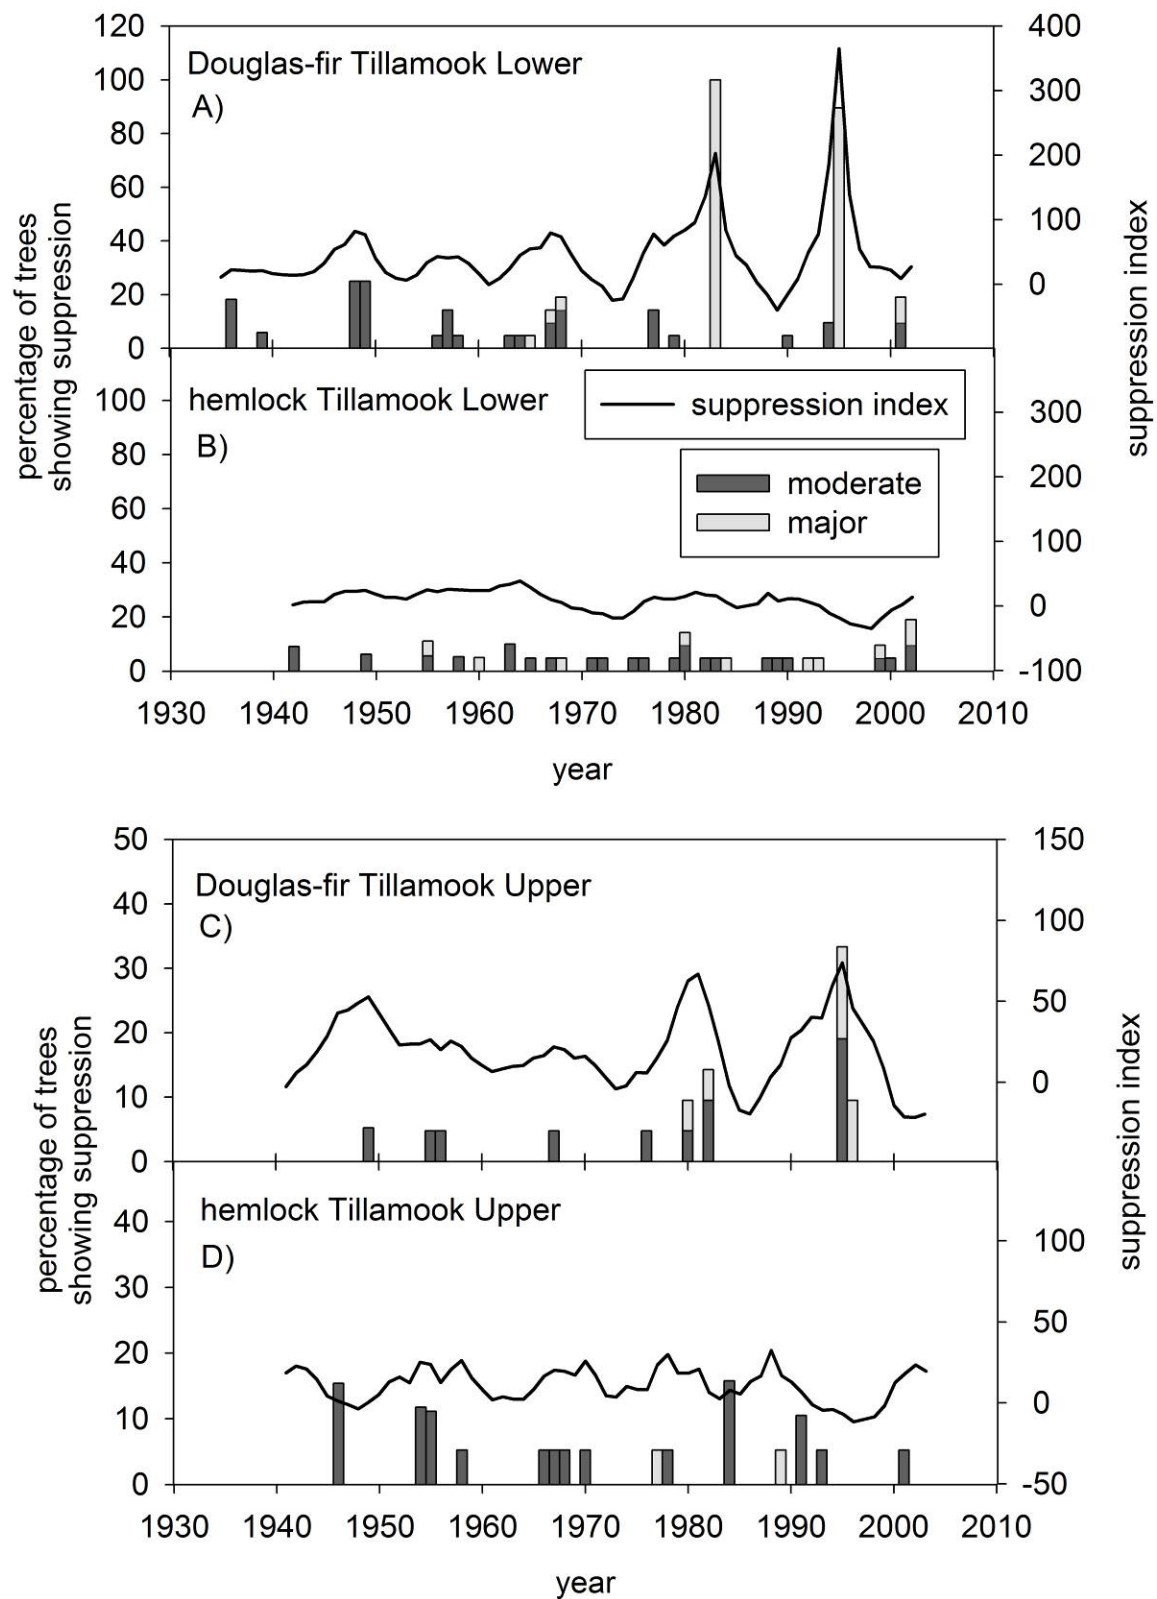 120
100
80
60
40
20
0
400
300
200
100
0
Douglas-fir Tillamook Lower
A)
percentage of trees
showing suppression
suppression index
100
80
60
40
20
0
300
200
100
0
-100
hemlock Tillamook Lower
B)
suppression index
moderate
major
1930 1940 1950 1960 1970 1980 1990 2000 2010
year
50
40
30
20
10
0
150
100
50
0
Douglas-fir Tillamook Upper
C)
percentage of trees
showing suppression
suppression index
40
30
20
10
0
100
50
0
-50
hemlock Tillamook Upper
D)
1930 1940 1950 1960 1970 1980 1990 2000 2010
year